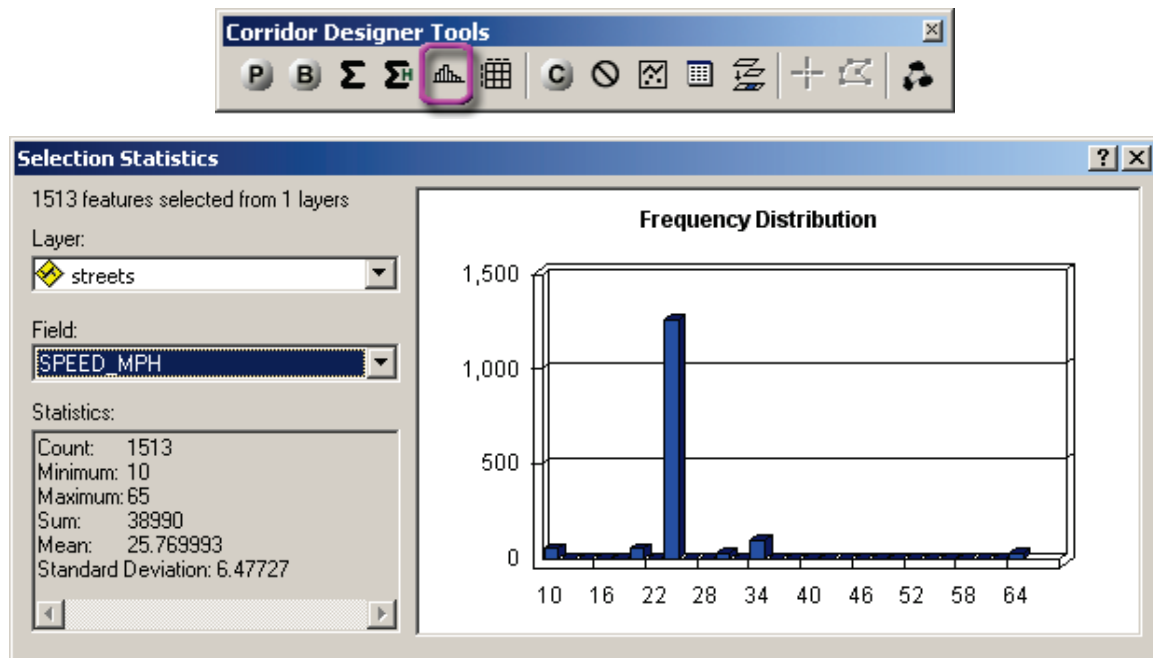 Corridor Designer Tools
P B Σ ΣH C
Selection Statistics
1513 features selected from 1 layers
Layer:
streets
Field:
SPEED_MPH
Statistics:
Count: 1513
Minimum: 10
Maximum: 65
Sum: 38990
Mean: 25.769993
Standard Deviation: 6.47727
Frequency Distribution
1,500
1,000
500
0
10 16 22 28 34 40 46 52 58 64